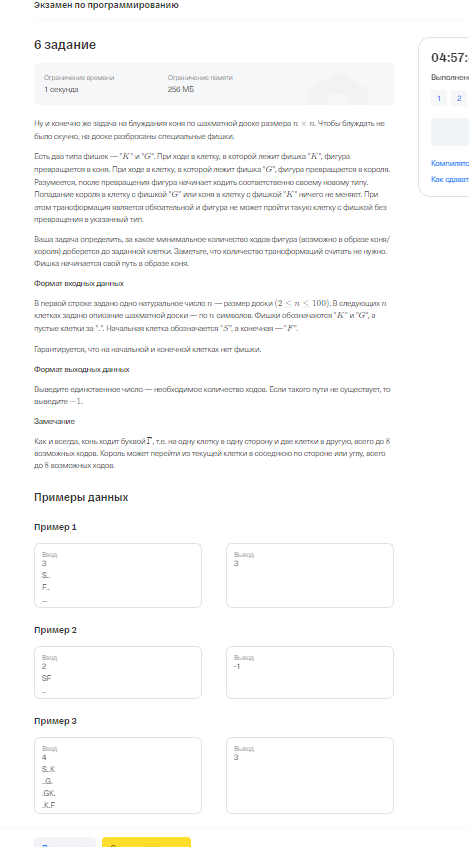 Экзамен по программированию
6 задание
Ограничение времени
1 секунда
Ограничение памяти
256 МБ
04:57:
Выполнено
1 2
Компилято
Как сдават
Ну и конечно же задача на блуждания коня по шахматной доске размера n × n. Чтобы блуждать не
было скучно, на доске разбросаны специальные фишки.
Есть два типа фишек — "K" и "G". При ходе в клетку, в которой лежит фишка "K", фигура
превращается в коня. При ходе в клетку, в которой лежит фишка "G", фигура превращается в короля.
Разумеется, после превращения фигура начинает ходить соответственно своему новому типу.
Попадание короля в клетку с фишкой "G" или коня в клетку с фишкой "K" ничего не меняет. При
этом трансформация является обязательной и фигура не может пройти такую клетку с фишкой без
превращения в указанный тип.
Ваша задача определить, за какое минимальное количество ходов фигура (возможно в образе коня/
короля) доберется до заданной клетки. Заметьте, что количество трансформаций считать не нужно.
Фишка начинается свой путь в образе коня.
Формат входных данных
В первой строке задано одно натуральное число n — размер доски (2 ≤ n ≤ 100). В следующих n
клетках задано описание шахматной доски — по n символов. Фишки обозначаются "K" и "G", а
пустые клетки за ".". Начальная клетка обозначается "S", а конечная — "F".
Гарантируется, что на начальной и конечной клетках нет фишки.
Формат выходных данных
Выведите единственное число — необходимое количество ходов. Если такого пути не существует, то
выведите −1.
Замечание
Как и всегда, конь ходит буквой Г, т.е. на одну клетку в одну сторону и две клетки в другую, всего до 8
возможных ходов. Король может перейти из текущей клетки в соседнюю по стороне или углу, всего
до 8 возможных ходов.
Примеры данных
Пример 1
Ввод
3
S..
F..
...
Вывод
3
Пример 2
Ввод
2
SF
..
Вывод
-1
Пример 3
Ввод
4
S..K
..G.
.GK.
.K.F
Вывод
3